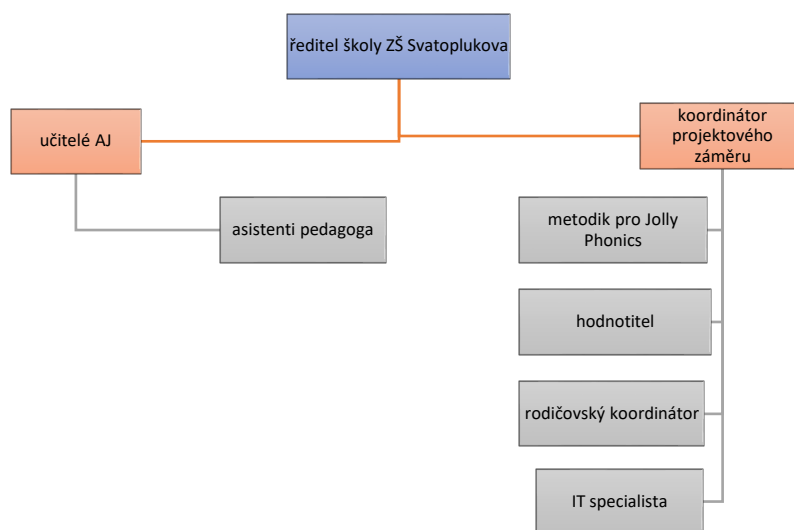 ředitel školy ZŠ Svatoplukova
učitelé AJ
koordinátor
projektového
záměru
asistenti pedagoga
metodik pro Jolly
Phonics
hodnotitel
rodičovský koordinátor
IT specialista